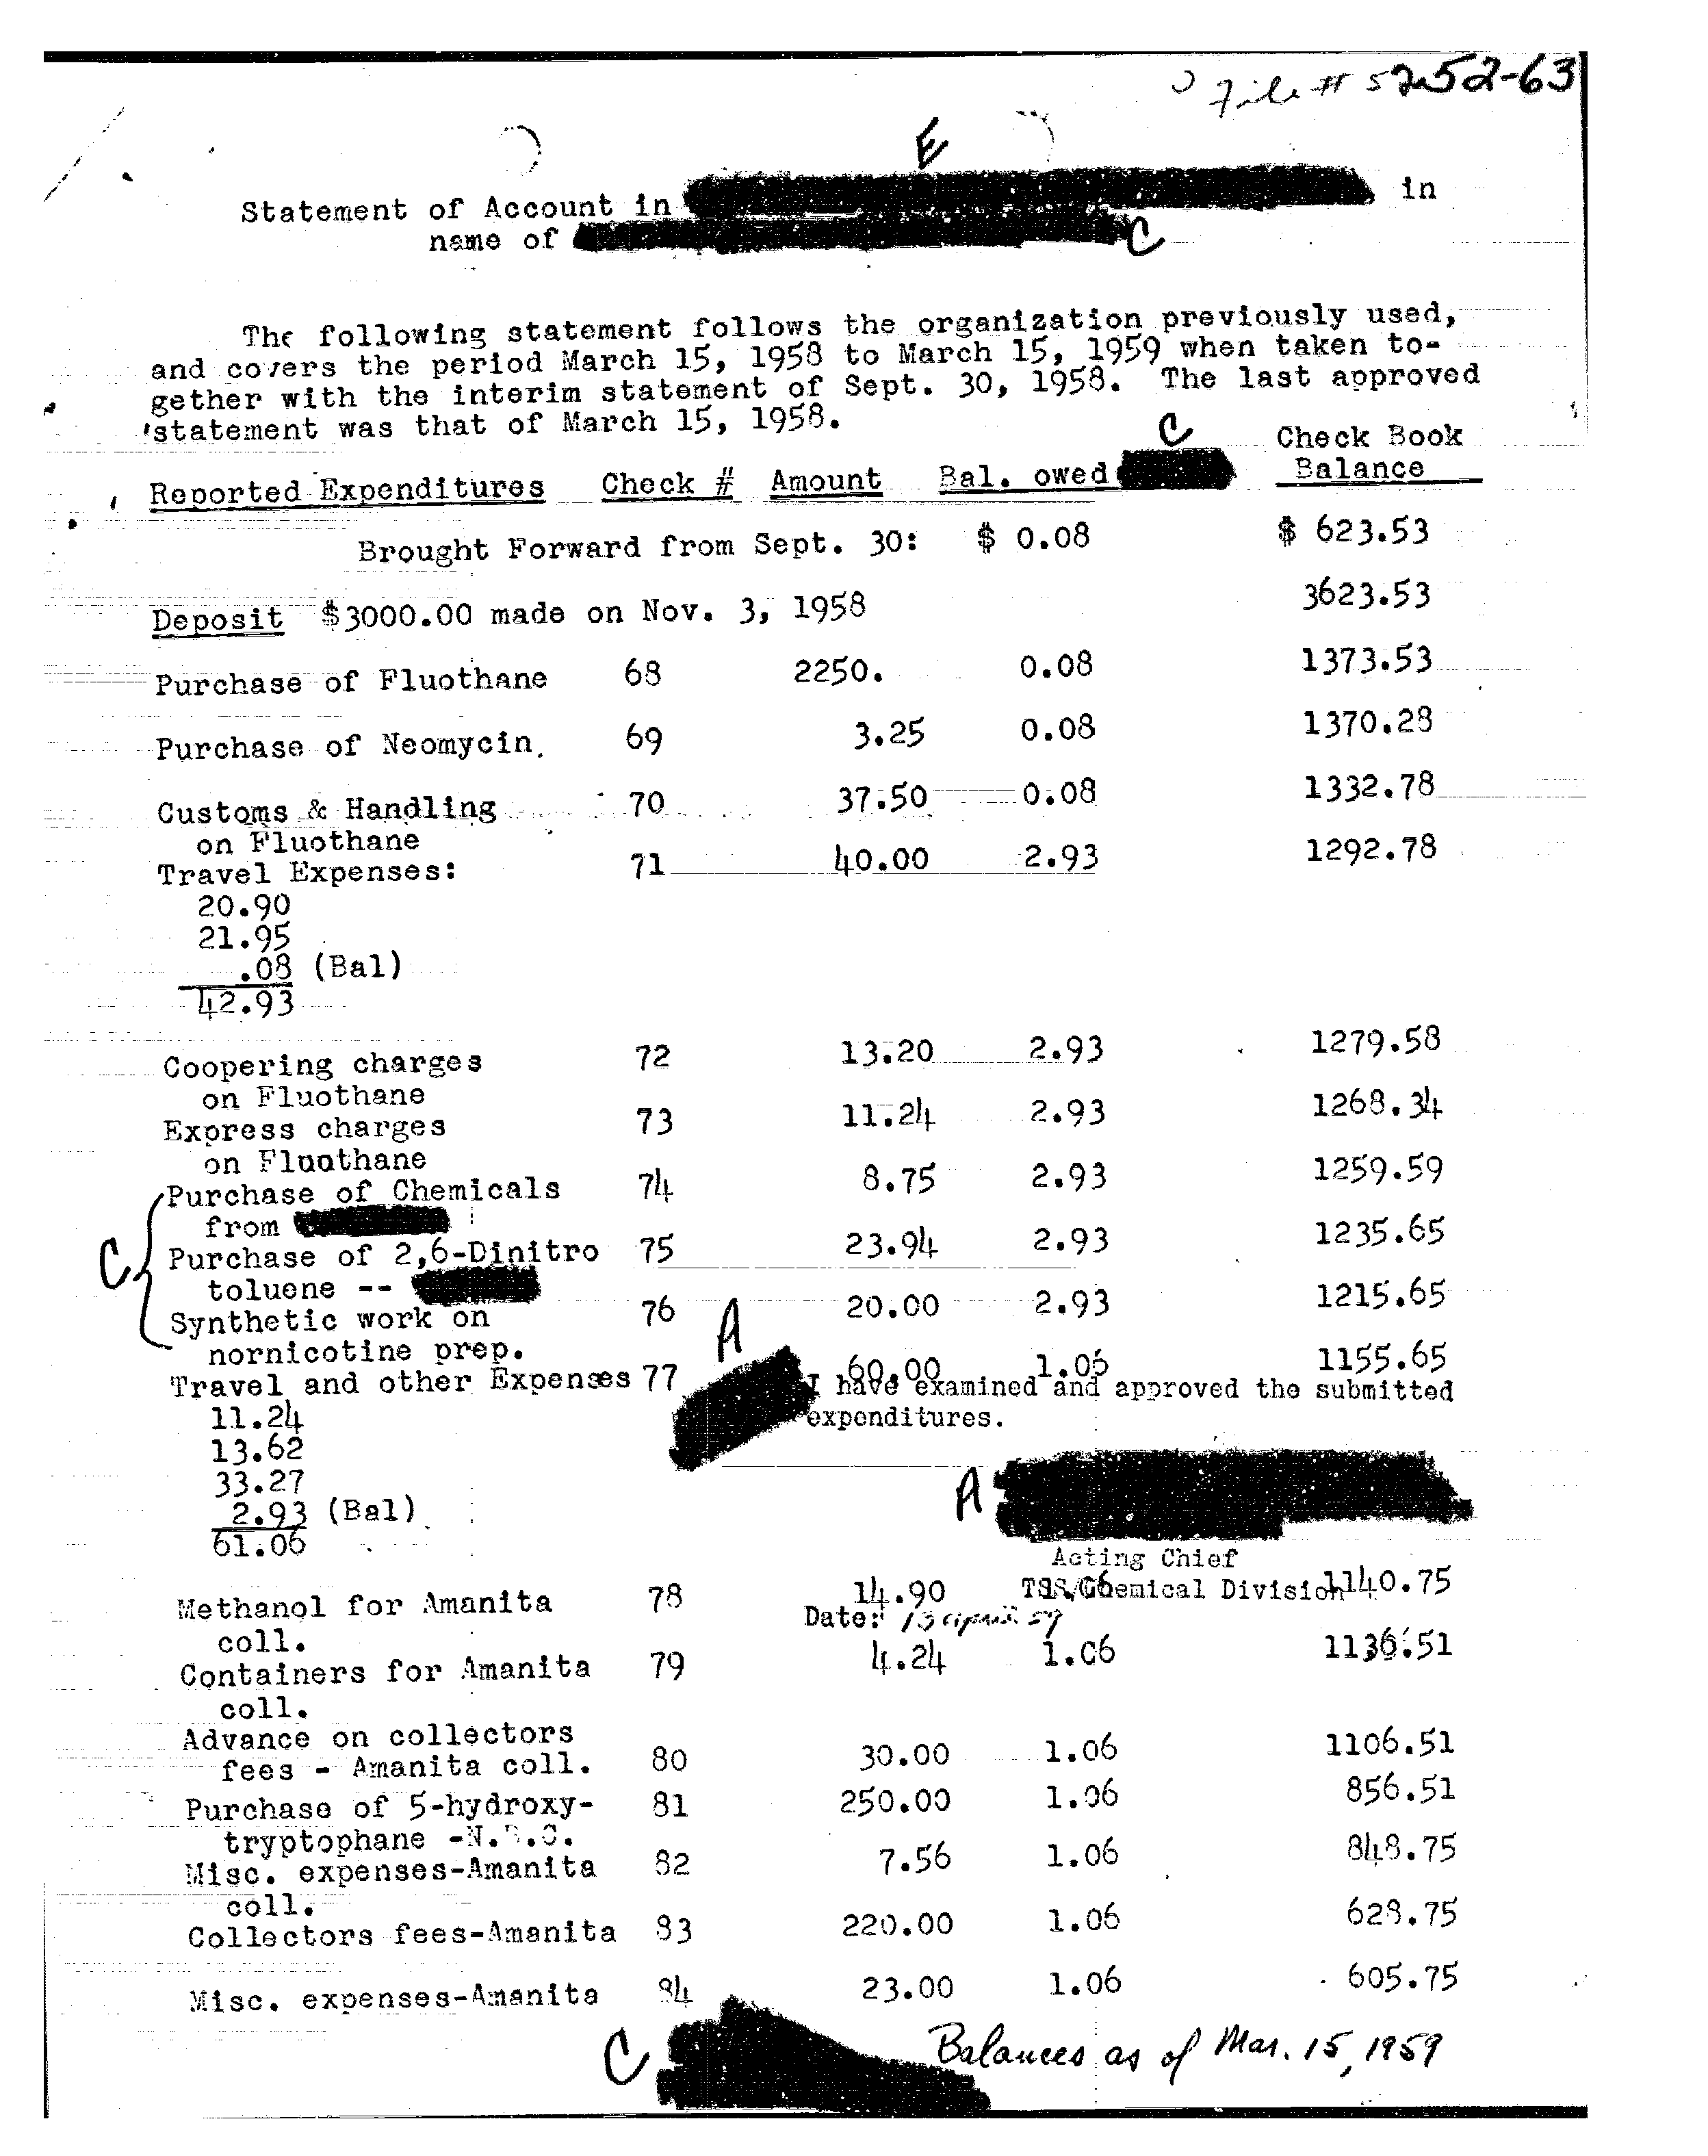 File # 5252-63
E
Statement of Account in in
name of C
The following statement follows the organization previously used,
and covers the period March 15, 1958 to March 15, 1959 when taken to-
gether with the interim statement of Sept. 30, 1958. The last approved
statement was that of March 15, 1958.
C Check Book
Reported Expenditures Check # Amount Bal. owed Balance
Brought Forward from Sept. 30: $ 0.08 $ 623.53
Deposit $3000.00 made on Nov. 3, 1958 3623.53
Purchase of Fluothane 68 2250. 0.08 1373.53
Purchase of Neomycin 69 3.25 0.08 1370.28
Customs & Handling 70 37.50 0.08 1332.78
on Fluothane
Travel Expenses: 71 40.00 2.93 1292.78
20.90
21.95
.08 (Bal)
42.93
Coopering charges 72 13.20 2.93 1279.58
on Fluothane
Express charges 73 11.24 2.93 1268.34
on Fluothane
Purchase of Chemicals 74 8.75 2.93 1259.59
from
C Purchase of 2,6-Dinitro 75 23.94 2.93 1235.65
toluene --
Synthetic work on 76 20.00 2.93 1215.65
nornicotine prep. A
Travel and other Expenses 77 60.00 1.06 1155.65
I have examined and approved the submitted
expenditures.
11.24
13.62
33.27
2.93 (Bal)
61.06
A
Acting Chief
TSS/Chemical Division
Methanol for Amanita 78 14.90 1.06 1140.75
coll.
Date: 13 April 59
Containers for Amanita 79 4.24 1.06 1136.51
coll.
Advance on collectors
fees - Amanita coll. 80 30.00 1.06 1106.51
Purchase of 5-hydroxy- 81 250.00 1.06 856.51
tryptophane -N.
Misc. expenses-Amanita 82 7.56 1.06 848.75
coll.
Collectors fees-Amanita 83 220.00 1.06 628.75
Misc. expenses-Amanita 84 23.00 1.06 605.75
C Balances as of Mar. 15, 1959